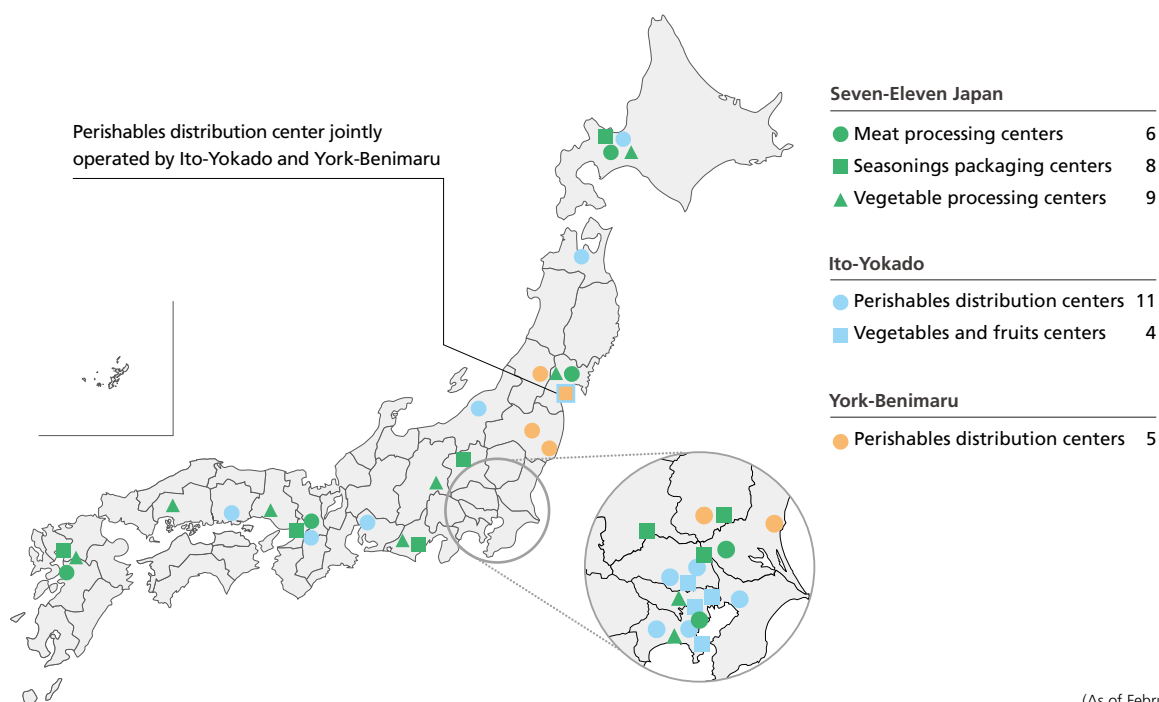 Perishables distribution center jointly
operated by Ito-Yokado and York-Benimaru
Seven-Eleven Japan
Meat processing centers 6
Seasonings packaging centers 8
Vegetable processing centers 9
Ito-Yokado
Perishables distribution centers 11
Vegetables and fruits centers 4
York-Benimaru
Perishables distribution centers 5
(As of